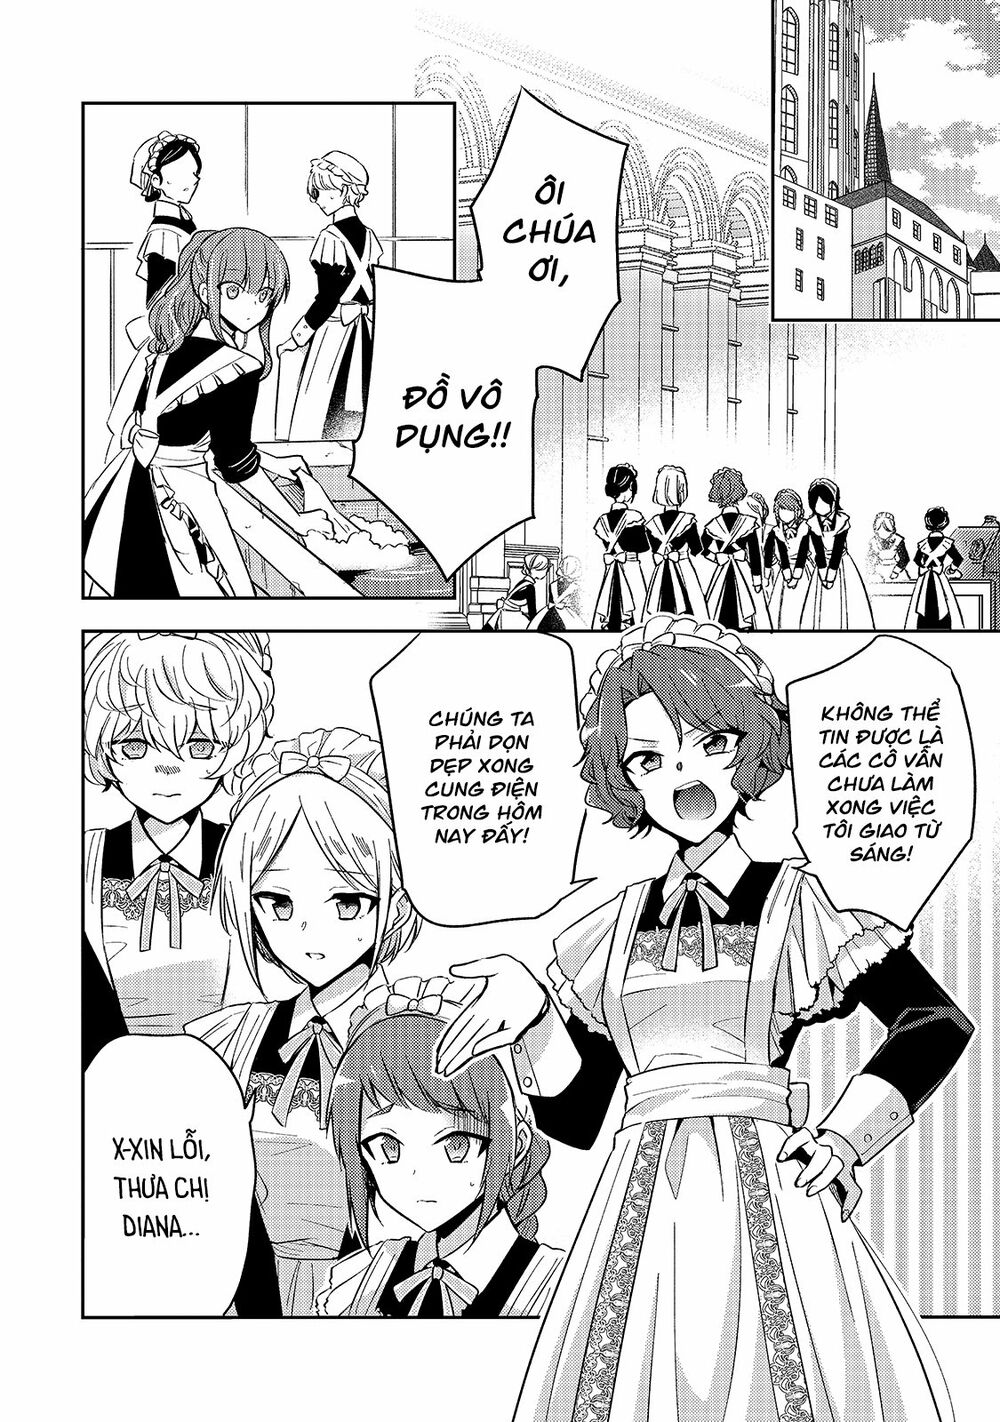 ÔI
CHÚA
ƠI,
ĐỒ VÔ
DỤNG!!
KHÔNG THỂ
TIN ĐƯỢC LÀ
CÁC CÔ VẪN
CHƯA LÀM
XONG VIỆC
TÔI GIAO TỪ
SÁNG!
CHÚNG TA
PHẢI DỌN
DẸP XONG
CUNG ĐIỆN
TRONG HÔM
NAY ĐẤY!
X-XIN LỖI,
THƯA CHỊ
DIANA...